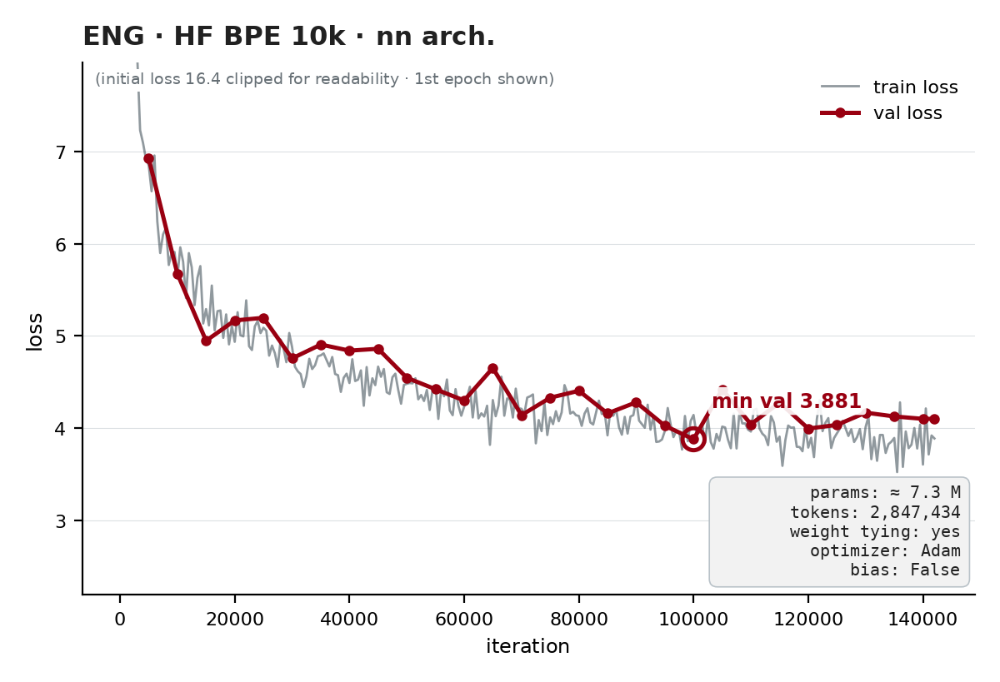 ENG · HF BPE 10k · nn arch.
(initial loss 16.4 clipped for readability · 1st epoch shown)
train loss
val loss
7
6
5
4
3
loss
min val 3.881
params: ≈ 7.3 M
tokens: 2,847,434
weight tying: yes
optimizer: Adam
bias: False
0 20000 40000 60000 80000 100000 120000 140000
iteration